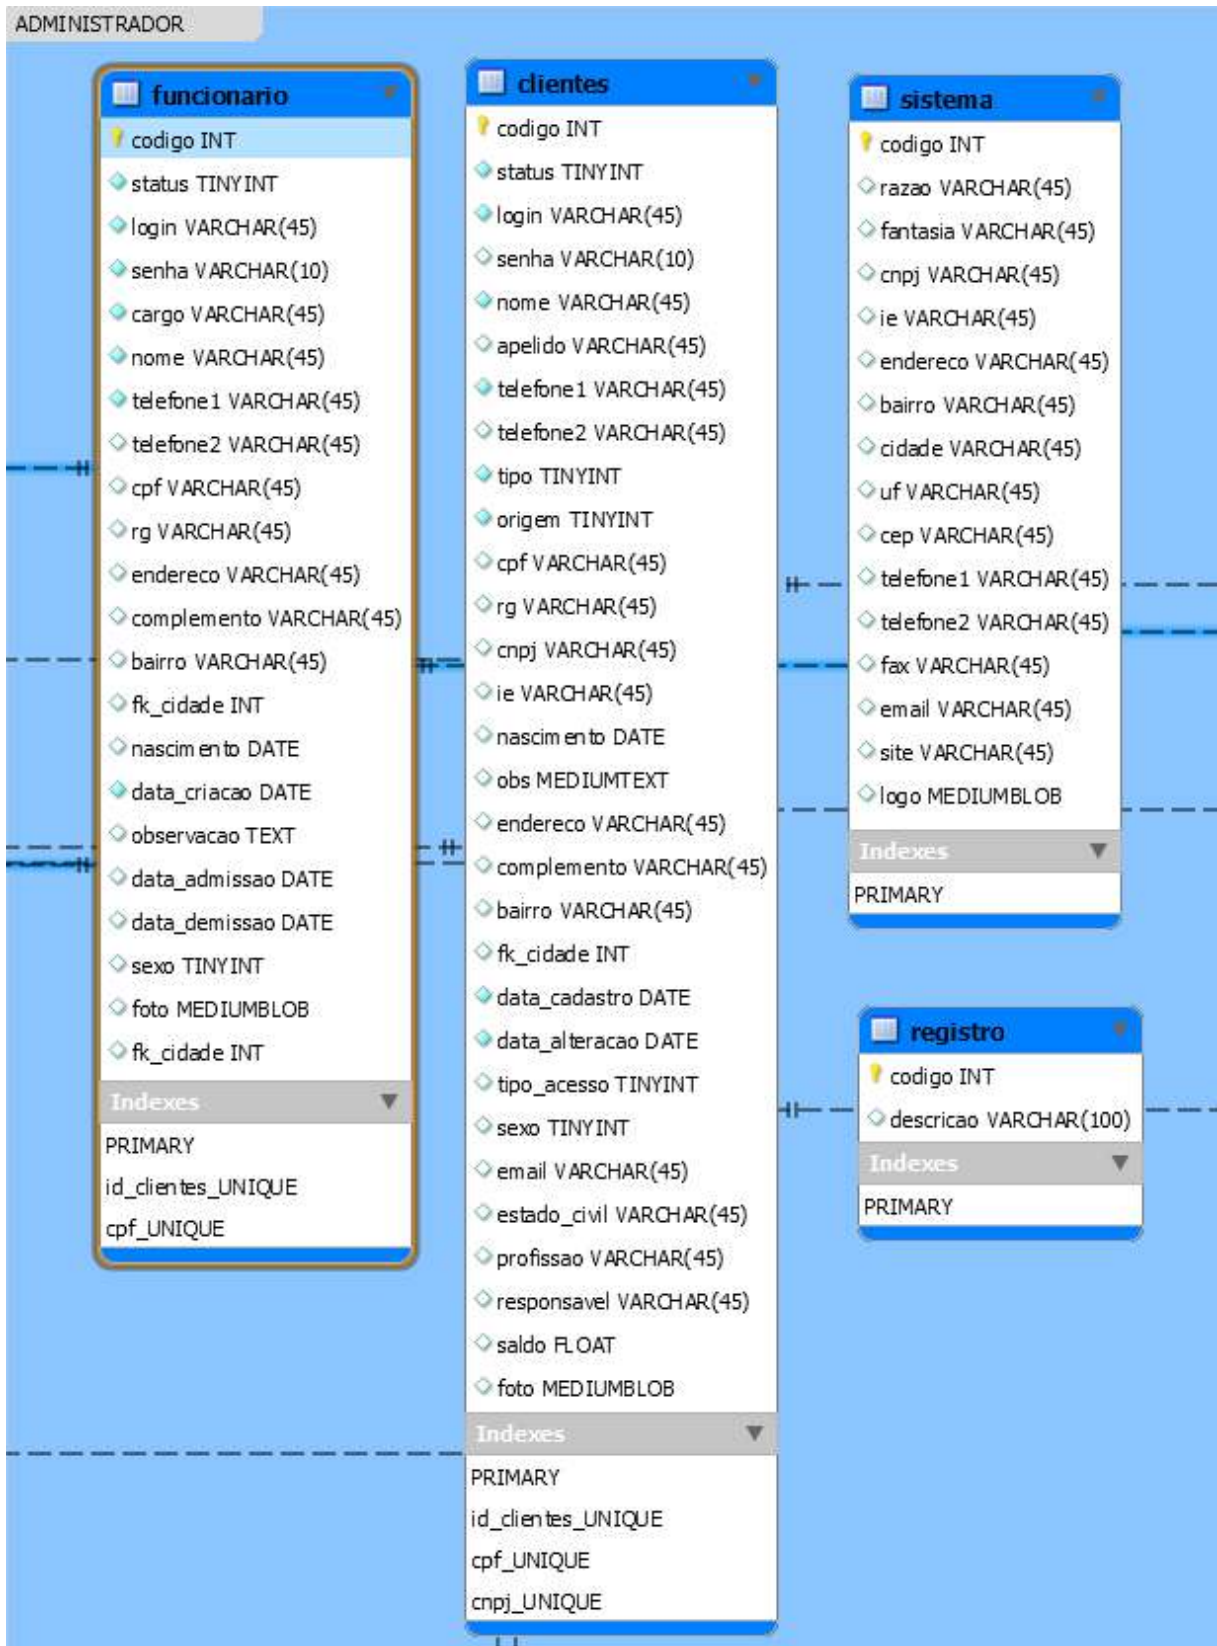 ADMINISTRADOR
funcionario
codigo INT
status TINYINT
login VARCHAR(45)
senha VARCHAR(10)
cargo VARCHAR(45)
nome VARCHAR(45)
telefone1 VARCHAR(45)
telefone2 VARCHAR(45)
cpf VARCHAR(45)
rg VARCHAR(45)
endereco VARCHAR(45)
complemento VARCHAR(45)
bairro VARCHAR(45)
fk_cidade INT
nascimento DATE
data_criacao DATE
observacao TEXT
data_admissao DATE
data_demissao DATE
sexo TINYINT
foto MEDIUMBLOB
fk_cidade INT
Indexes
PRIMARY
id_clientes_UNIQUE
cpf_UNIQUE
clientes
codigo INT
status TINYINT
login VARCHAR(45)
senha VARCHAR(10)
nome VARCHAR(45)
apelido VARCHAR(45)
telefone1 VARCHAR(45)
telefone2 VARCHAR(45)
tipo TINYINT
origem TINYINT
cpf VARCHAR(45)
rg VARCHAR(45)
cnpj VARCHAR(45)
ie VARCHAR(45)
nascimento DATE
obs MEDIUMTEXT
endereco VARCHAR(45)
complemento VARCHAR(45)
bairro VARCHAR(45)
fk_cidade INT
data_cadastro DATE
data_alteracao DATE
tipo_acesso TINYINT
sexo TINYINT
email VARCHAR(45)
estado_civil VARCHAR(45)
profissao VARCHAR(45)
responsavel VARCHAR(45)
saldo FLOAT
foto MEDIUMBLOB
Indexes
PRIMARY
id_clientes_UNIQUE
cpf_UNIQUE
cnpj_UNIQUE
sistema
codigo INT
razao VARCHAR(45)
fantasia VARCHAR(45)
cnpj VARCHAR(45)
ie VARCHAR(45)
endereco VARCHAR(45)
bairro VARCHAR(45)
cidade VARCHAR(45)
uf VARCHAR(45)
cep VARCHAR(45)
telefone1 VARCHAR(45)
telefone2 VARCHAR(45)
fax VARCHAR(45)
email VARCHAR(45)
site VARCHAR(45)
logo MEDIUMBLOB
Indexes
PRIMARY
registro
codigo INT
descricao VARCHAR(100)
Indexes
PRIMARY